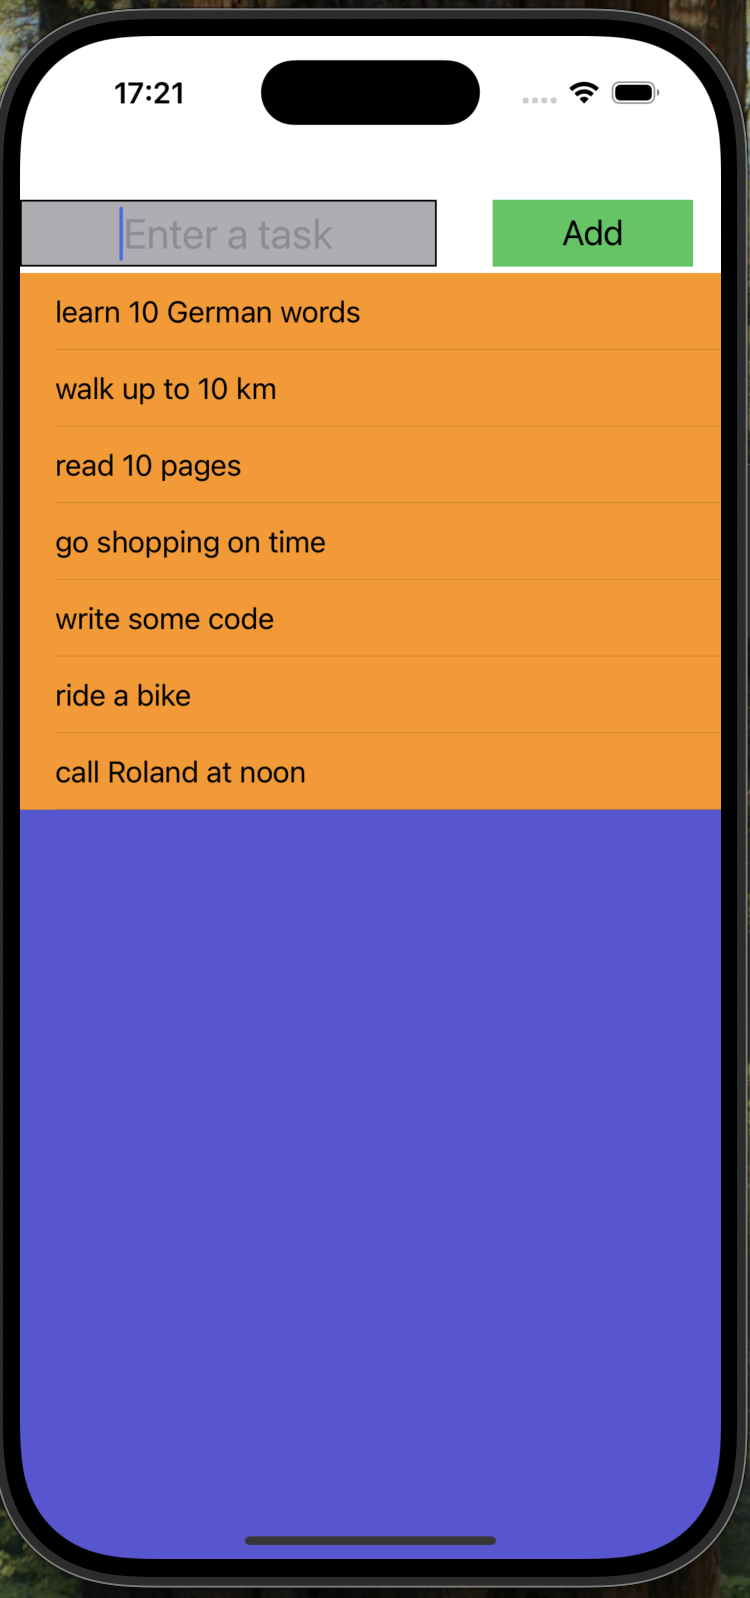 17:21
Enter a task
Add
learn 10 German words
walk up to 10 km
read 10 pages
go shopping on time
write some code
ride a bike
call Roland at noon